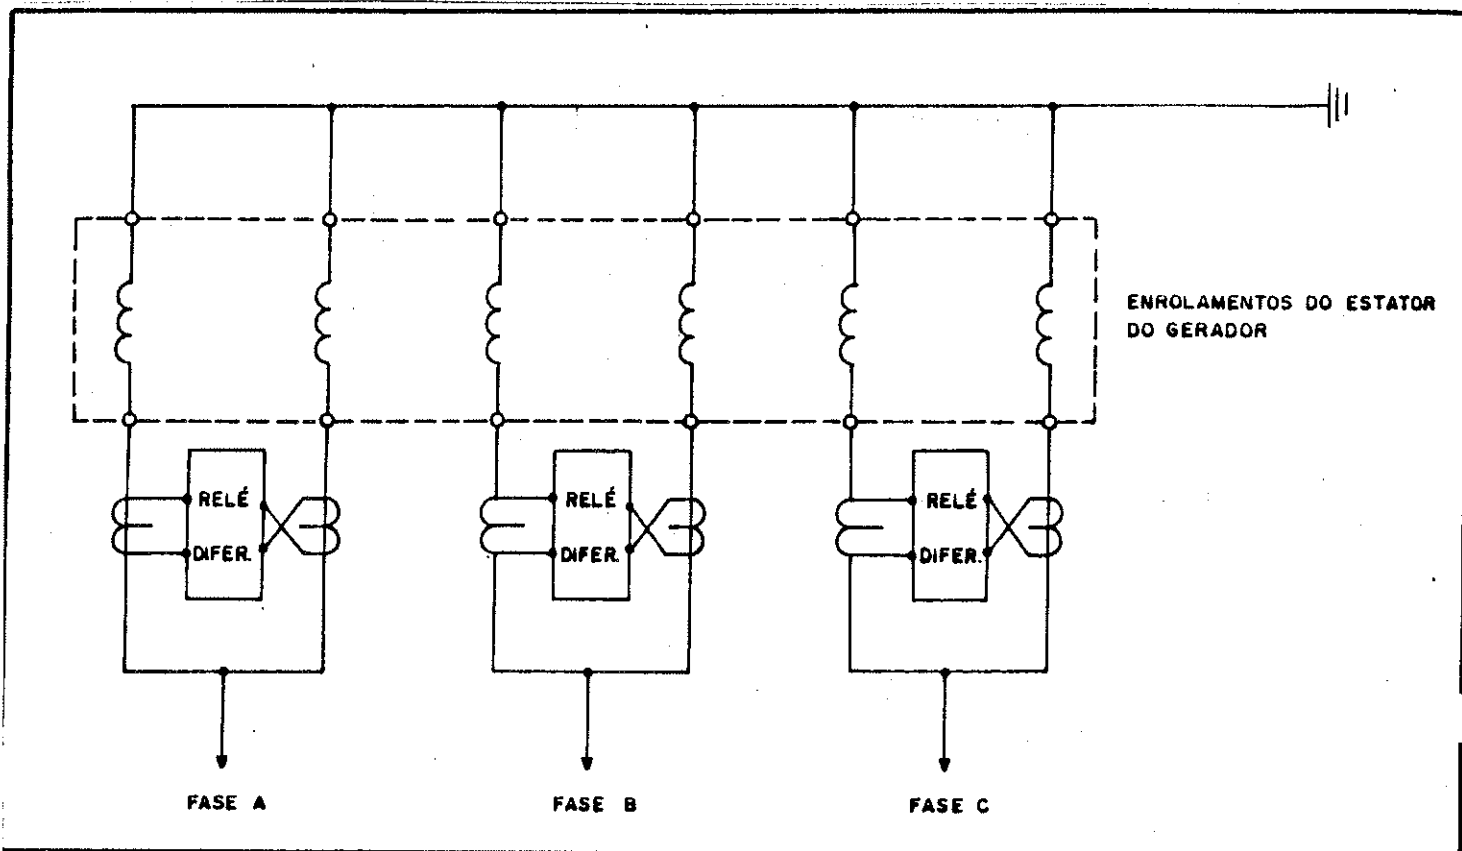 ENROLAMENTOS DO ESTATOR
DO GERADOR
RELÉ
DIFER.
RELÉ
DIFER.
RELÉ
DIFER.
FASE A
FASE B
FASE C